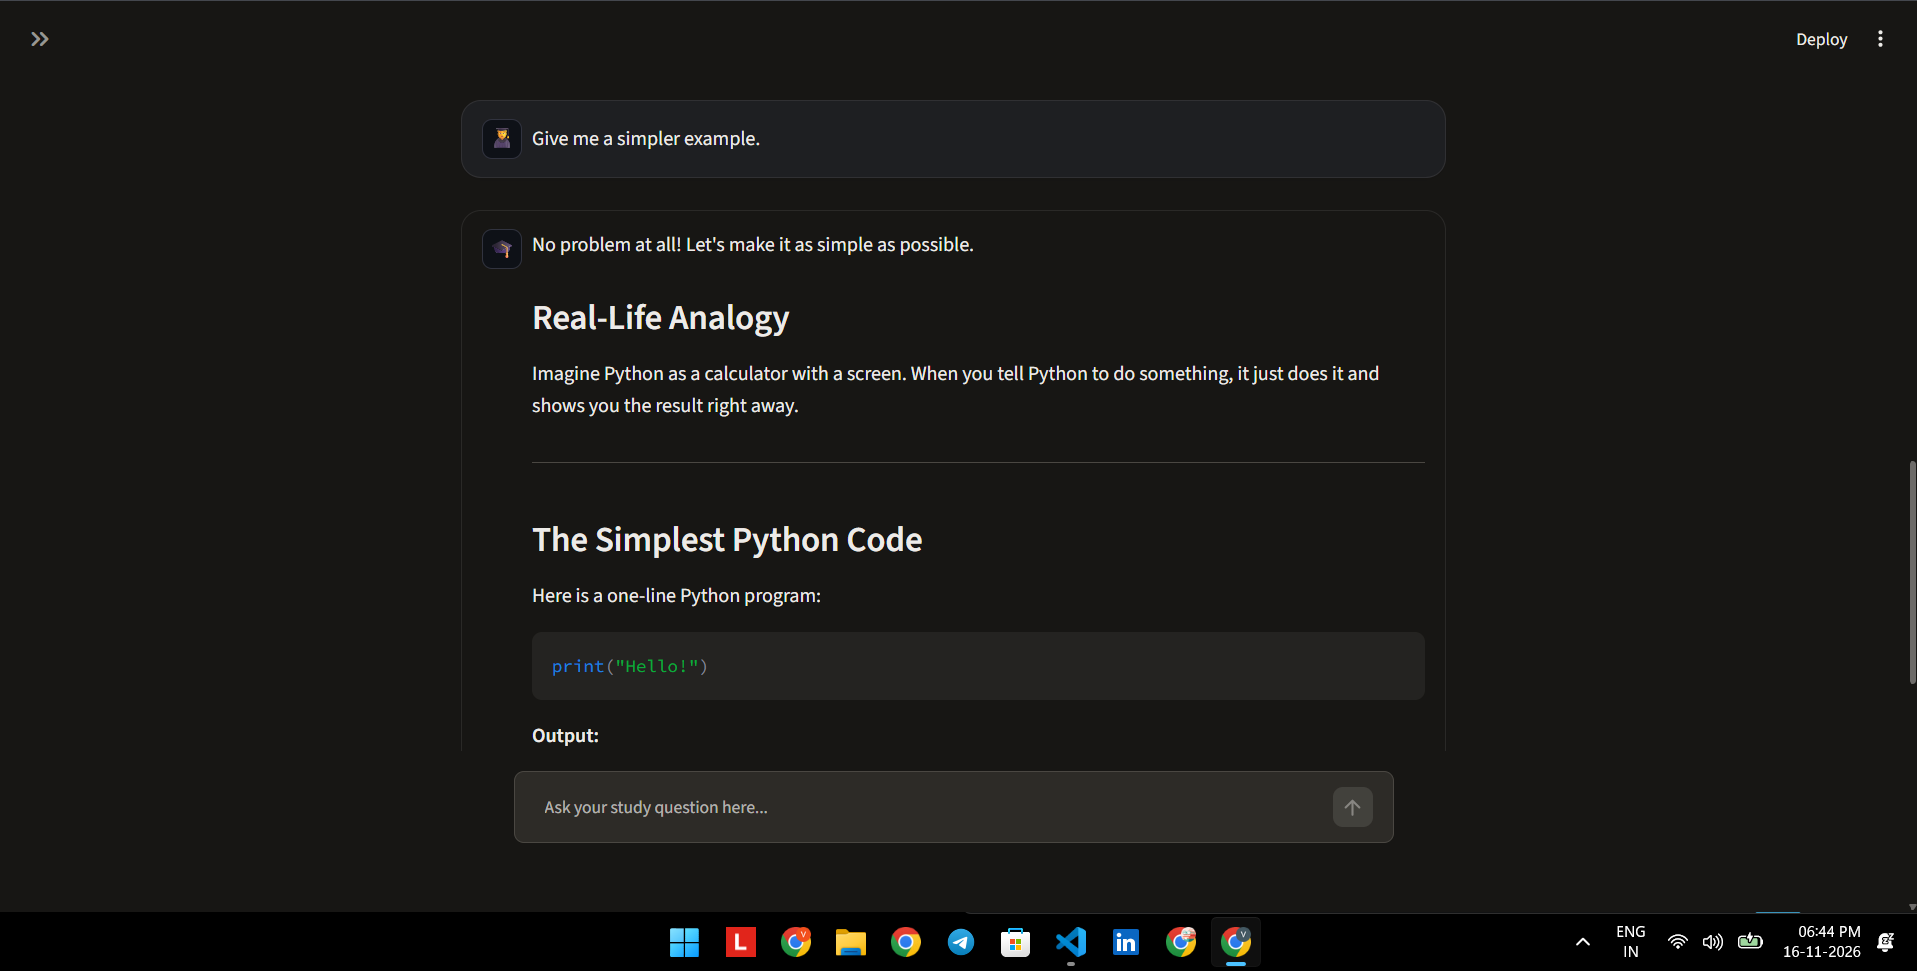 Deploy
Give me a simpler example.
No problem at all! Let's make it as simple as possible.
Real-Life Analogy
Imagine Python as a calculator with a screen. When you tell Python to do something, it just does it and
shows you the result right away.
The Simplest Python Code
Here is a one-line Python program:
print("Hello!")
Output:
Ask your study question here...
L
V
in
V
ENG
IN
06:44 PM
16-11-2026